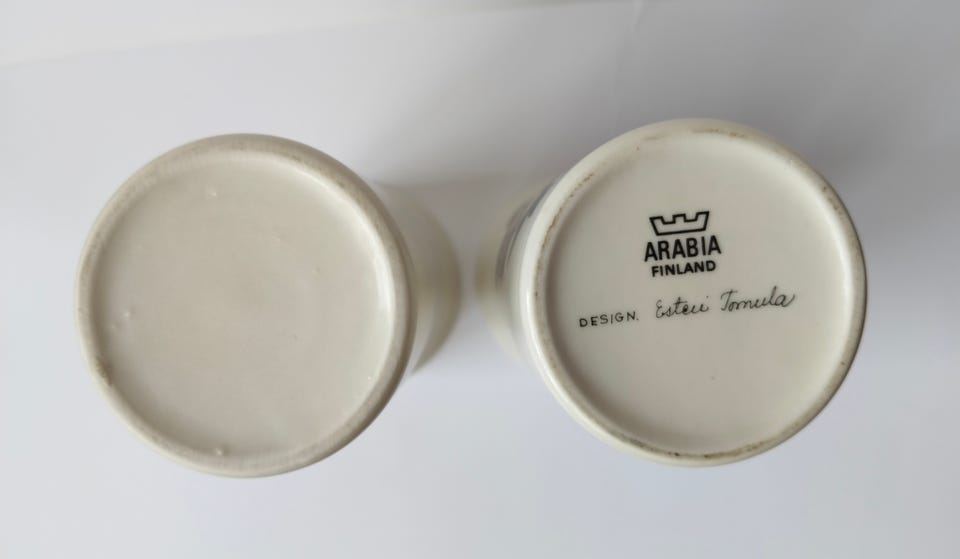 ARABIA
FINLAND
DESIGN. Esteri Tomula